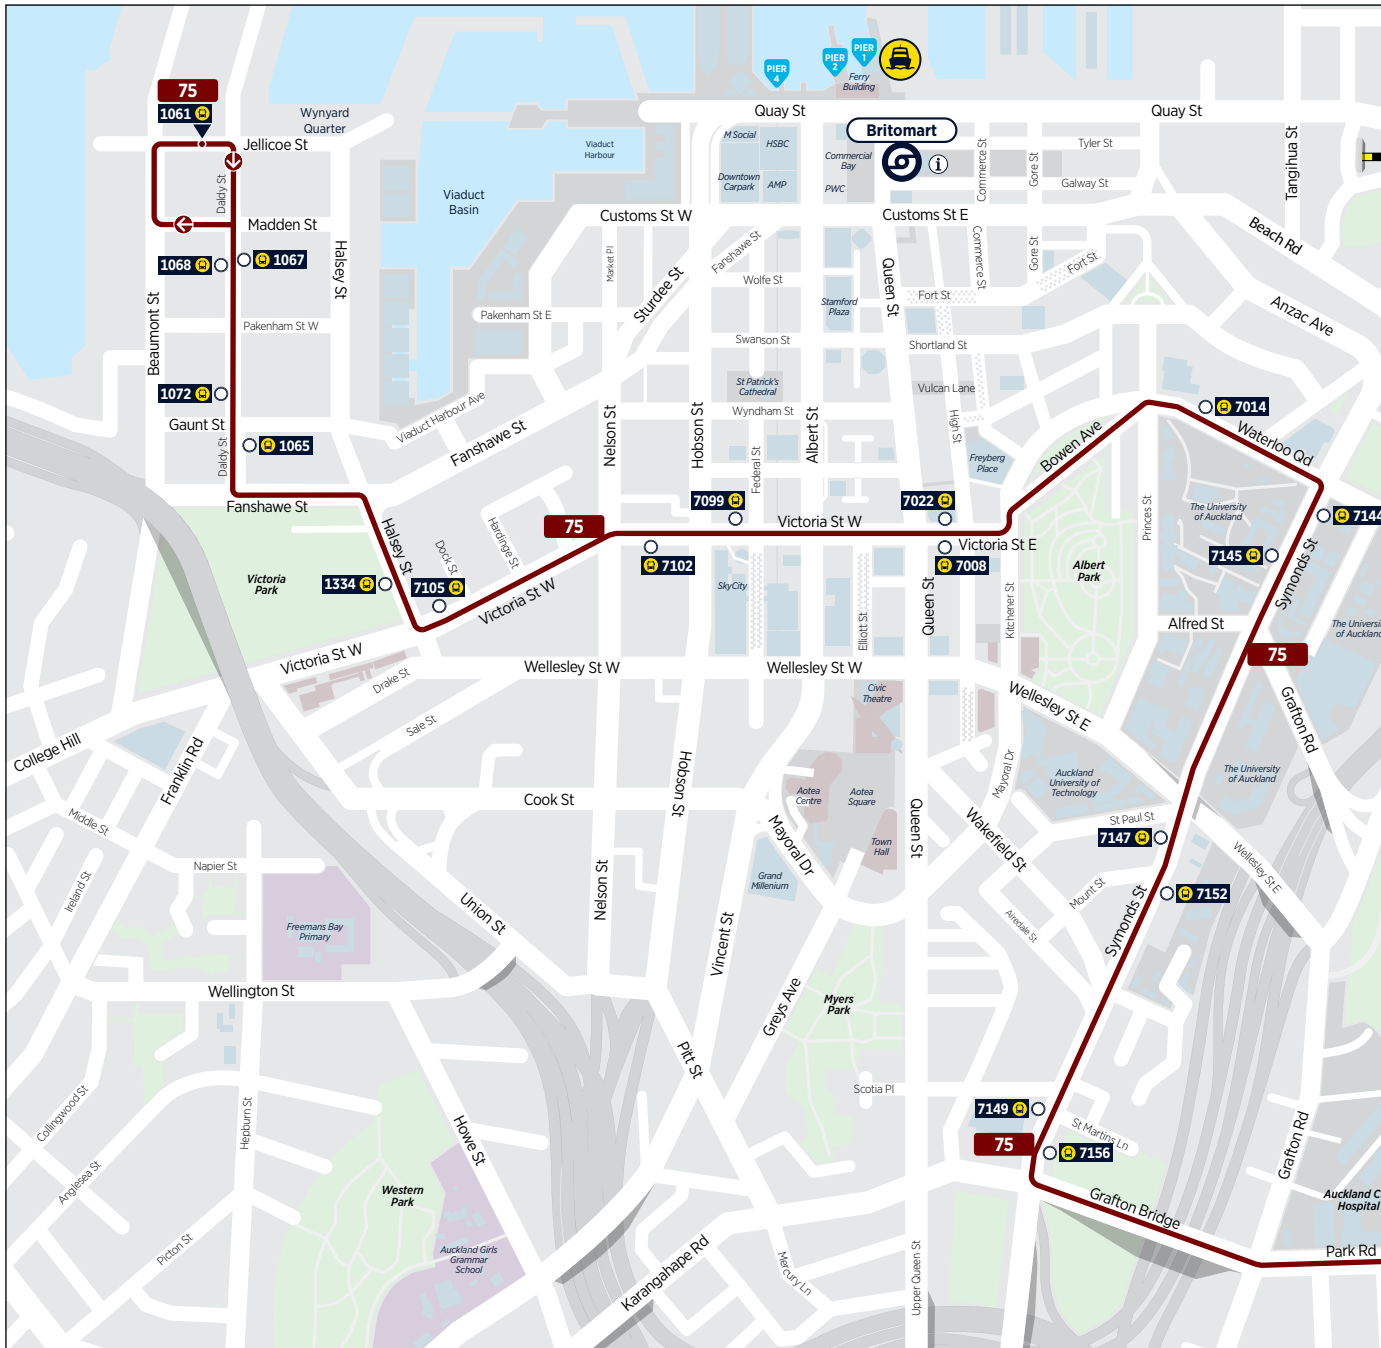 PIER
4
PIER
2
PIER
1
Ferry
Building
75
1061
Wynyard
Quarter
Quay St
Quay St
Britomart
i
M Social
HSBC
Commercial
Bay
Downtown
Carpark
AMP
PWC
Commerce St
Gore St
Tyler St
Galway St
Tangihua St
Jellicoe St
Viaduct
Harbour
Viaduct
Basin
Daldy St
Madden St
Customs St W
Customs St E
Beach Rd
1068
1067
Halsey St
Market Pl
Sturdee St
Fanshawe St
Wolfe St
Queen St
Commerce St
Gore St
Fort St
Fort St
Stamford
Plaza
Anzac Ave
Beaumont St
Pakenham St W
Pakenham St E
Swanson St
Shortland St
1072
St Patrick's
Cathedral
Vulcan Lane
Viaduct Harbour Ave
Wyndham St
High St
7014
Gaunt St
1065
Daldy St
Fanshawe St
Nelson St
Hobson St
Albert St
Federal St
Freyberg
Place
Bowen Ave
Waterloo Qd
Fanshawe St
Halsey St
Dock St
Hardinge St
75
7099
7022
Victoria St W
Victoria St E
Princes St
The University
of Auckland
7144
7145
Symonds St
7102
7008
Victoria
Park
1334
7105
Victoria St W
SkyCity
Elliott St
Queen St
Kitchener St
Albert
Park
Alfred St
75
Victoria St W
Drake St
Wellesley St W
Wellesley St W
Wellesley St E
Civic
Theatre
Grafton Rd
Sale St
College Hill
Franklin Rd
Hobson St
Mayoral Dr
Auckland
University of
Technology
The University
of Auckland
Cook St
Aotea
Centre
Aotea
Square
Queen St
Middle St
Mayoral Dr
Town
Hall
Wakefield St
St Paul St
7147
Wellesley St E
Napier St
Ireland St
Nelson St
Grand
Millenium
Mount St
7152
Union St
Freemans Bay
Primary
Vincent St
Airedale St
Symonds St
Wellington St
Greys Ave
Myers
Park
Pitt St
Scotia Pl
Collingwood St
Hepburn St
Howe St
7149
St Martins Ln
75
7156
Grafton Rd
Anglesea St
Western
Park
Grafton Bridge
Hospital
Picton St
Auckland Girls
Grammar
School
Karangahape Rd
Mercury Ln
Upper Queen St
Park Rd